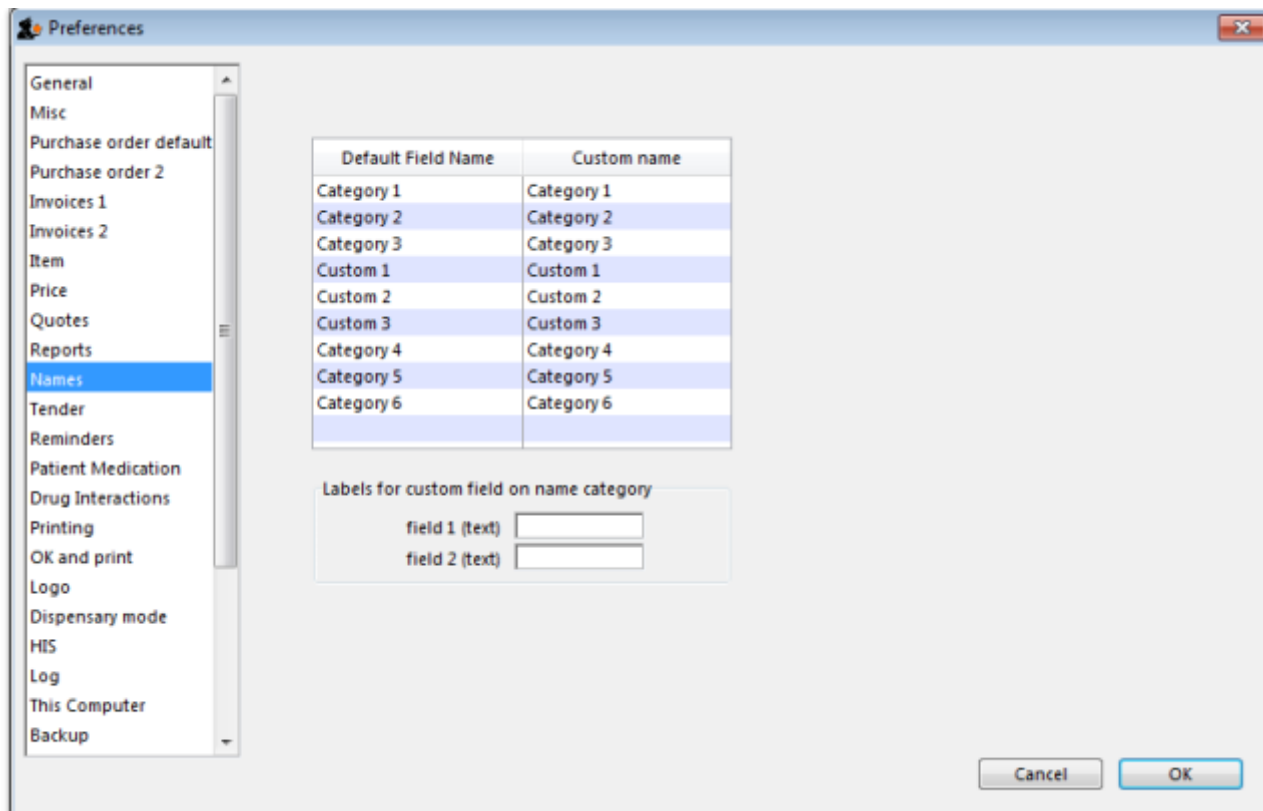 Preferences
General
Misc
Purchase order default
Purchase order 2
Invoices 1
Invoices 2
Item
Price
Quotes
Reports
Names
Tender
Reminders
Patient Medication
Drug Interactions
Printing
OK and print
Logo
Dispensary mode
HIS
Log
This Computer
Backup
Default Field Name Custom name
Category 1 Category 1
Category 2 Category 2
Category 3 Category 3
Custom 1 Custom 1
Custom 2 Custom 2
Custom 3 Custom 3
Category 4 Category 4
Category 5 Category 5
Category 6 Category 6
Labels for custom field on name category
field 1 (text)
field 2 (text)
Cancel OK